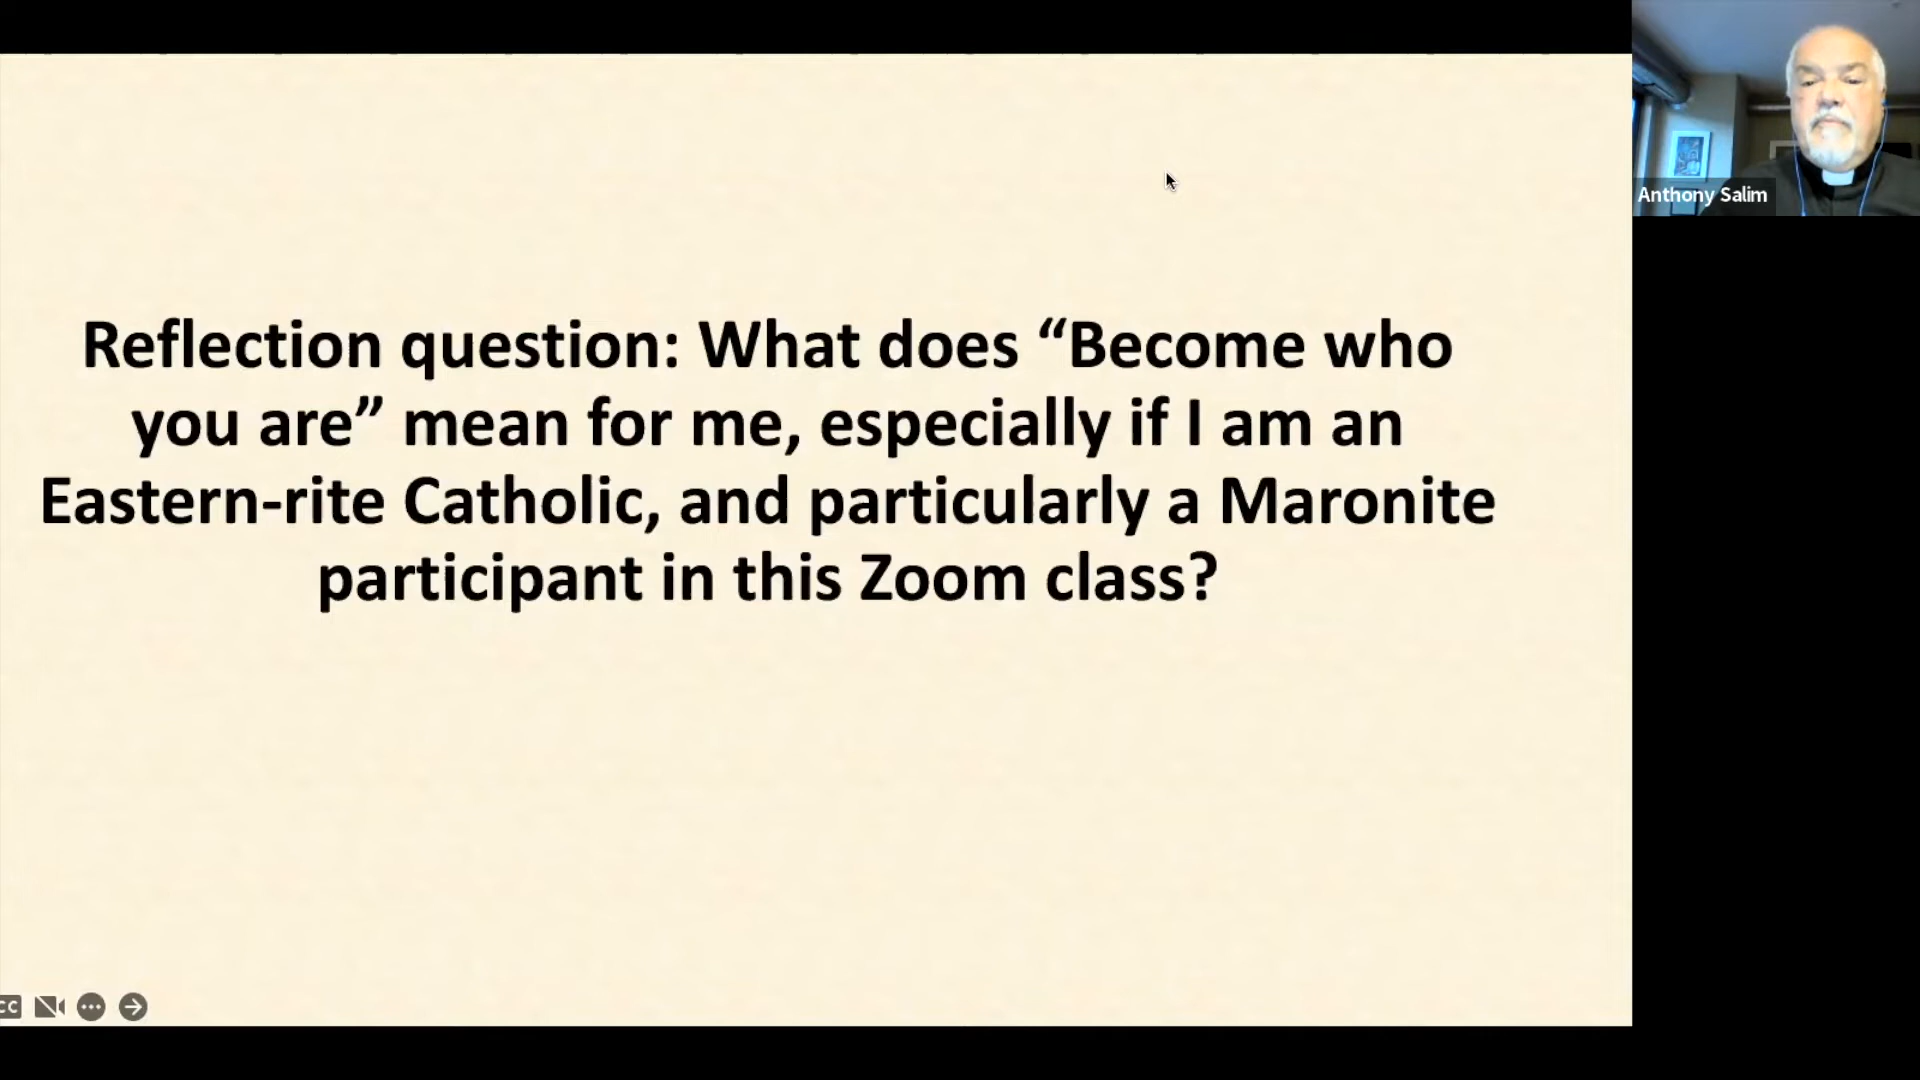 Reflection question: What does “Become who
you are” mean for me, especially if I am an
Eastern-rite Catholic, and particularly a Maronite
participant in this Zoom class?
Anthony Salim
CC